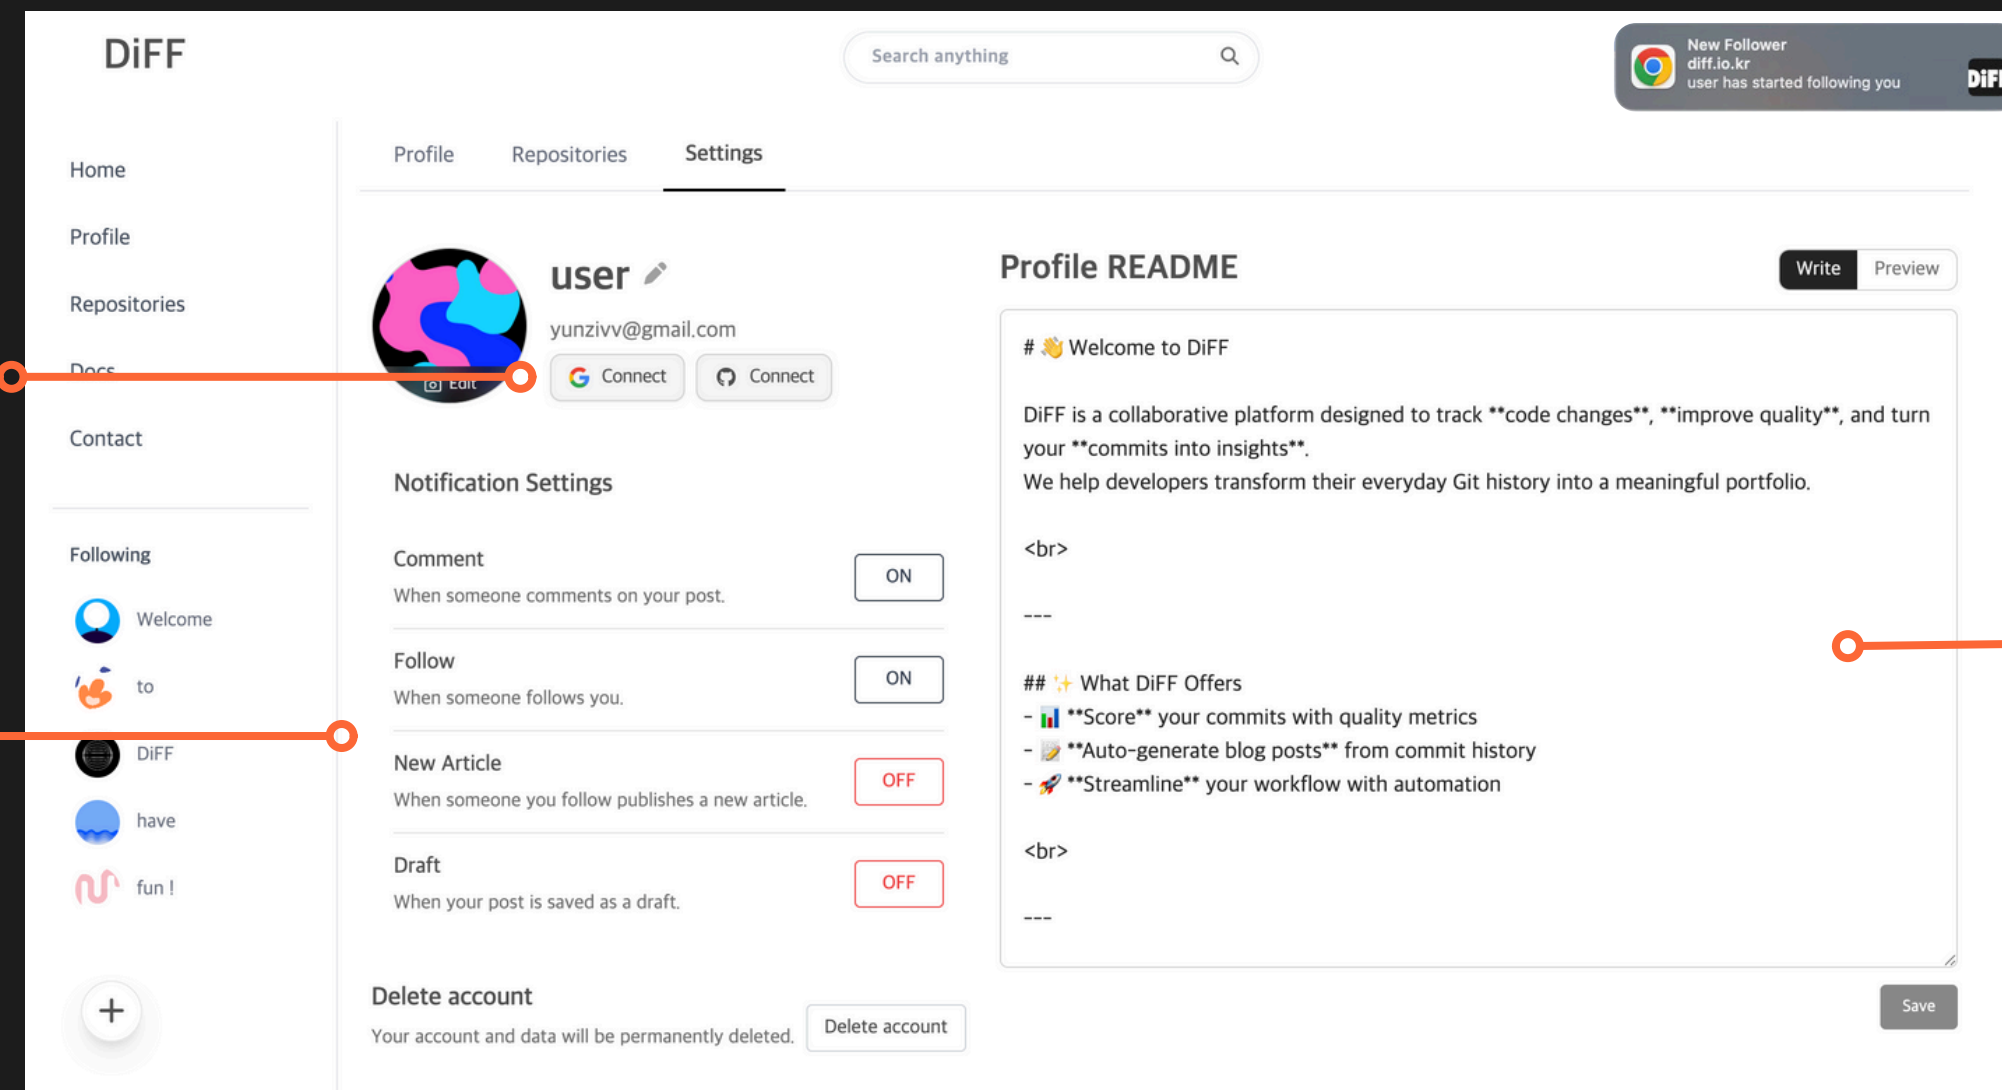 DiFF
Search anything
New Follower
diff.io.kr
user has started following you
DiFF
Home
Profile
Repositories
Docs
Contact
Following
Welcome
to
DiFF
have
fun !
+
Profile
Repositories
Settings
user
yunzivv@gmail.com
Edit
Connect
Connect
Notification Settings
Comment
When someone comments on your post.
ON
Follow
When someone follows you.
ON
New Article
When someone you follow publishes a new article.
OFF
Draft
When your post is saved as a draft.
OFF
Delete account
Your account and data will be permanently deleted.
Delete account
Profile README
Write
Preview
# 👋 Welcome to DiFF
DiFF is a collaborative platform designed to track **code changes**, **improve quality**, and turn
your **commits into insights**.
We help developers transform their everyday Git history into a meaningful portfolio.
<br>
---
## ✨ What DiFF Offers
- 📊 **Score** your commits with quality metrics
- 📝 **Auto-generate blog posts** from commit history
- 🚀 **Streamline** your workflow with automation
<br>
---
Save